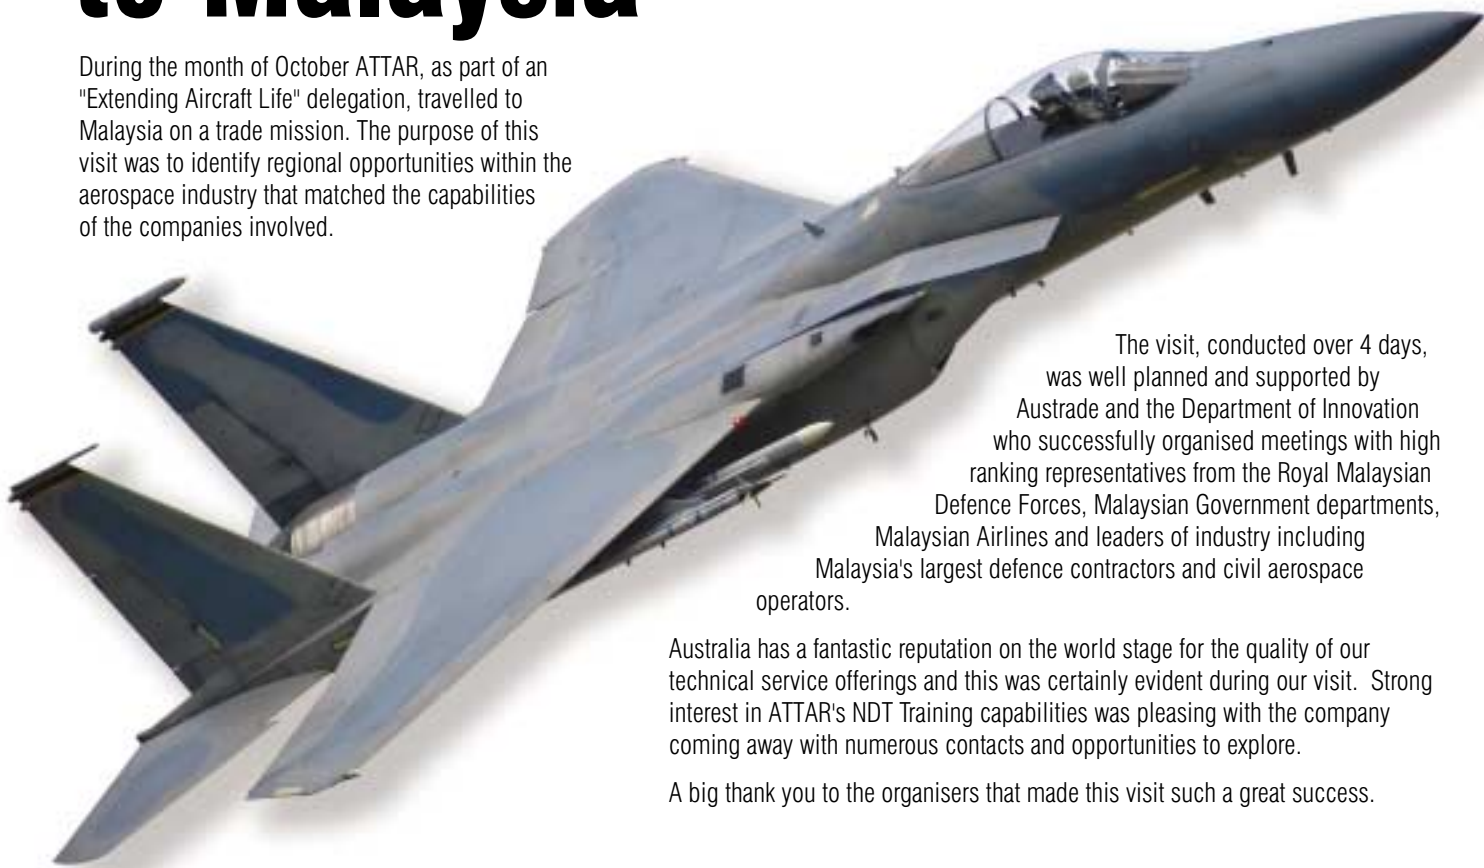 to Malaysia
During the month of October ATTAR, as part of an
"Extending Aircraft Life" delegation, travelled to
Malaysia on a trade mission. The purpose of this
visit was to identify regional opportunities within the
aerospace industry that matched the capabilities
of the companies involved.
The visit, conducted over 4 days,
was well planned and supported by
Austrade and the Department of Innovation
who successfully organised meetings with high
ranking representatives from the Royal Malaysian
Defence Forces, Malaysian Government departments,
Malaysian Airlines and leaders of industry including
Malaysia's largest defence contractors and civil aerospace
operators.
Australia has a fantastic reputation on the world stage for the quality of our
technical service offerings and this was certainly evident during our visit.  Strong
interest in ATTAR's NDT Training capabilities was pleasing with the company
coming away with numerous contacts and opportunities to explore.
A big thank you to the organisers that made this visit such a great success.